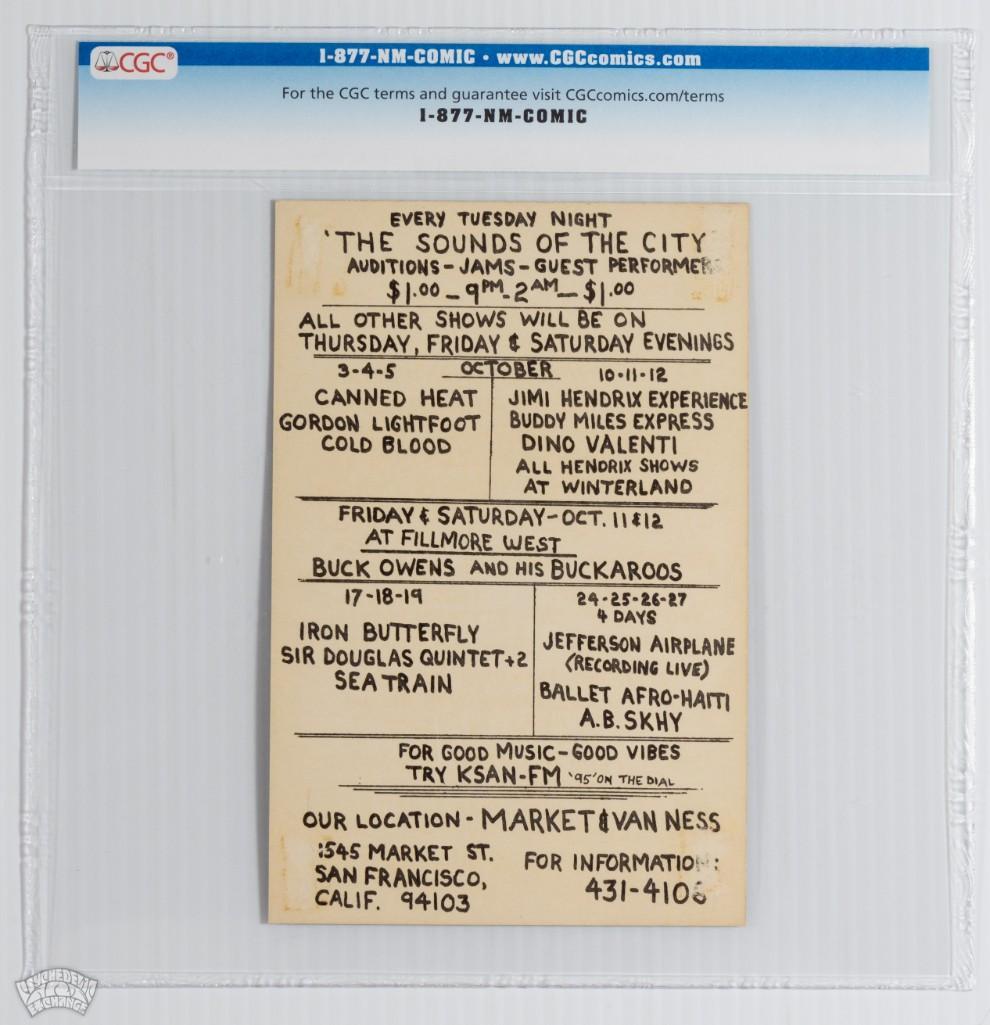 CGC®
1-877-NM-COMIC • www.CGCcomics.com
For the CGC terms and guarantee visit CGCcomics.com/terms
1-877-NM-COMIC
EVERY TUESDAY NIGHT
'THE SOUNDS OF THE CITY'
AUDITIONS-JAMS-GUEST PERFORMERS
$1.00 - 9PM-2AM - $1.00
ALL OTHER SHOWS WILL BE ON
THURSDAY, FRIDAY & SATURDAY EVENINGS
OCTOBER
3-4-5
CANNED HEAT
GORDON LIGHTFOOT
COLD BLOOD
10-11-12
JIMI HENDRIX EXPERIENCE
BUDDY MILES EXPRESS
DINO VALENTI
ALL HENDRIX SHOWS
AT WINTERLAND
FRIDAY & SATURDAY-OCT. 11&12
AT FILLMORE WEST
BUCK OWENS AND HIS BUCKAROOS
17-18-19
IRON BUTTERFLY
SIR DOUGLAS QUINTET+2
SEATRAIN
24-25-26-27
4 DAYS
JEFFERSON AIRPLANE
(RECORDING LIVE)
BALLET AFRO-HAITI
A.B. SKHY
FOR GOOD MUSIC-GOOD VIBES
TRY KSAN-FM '95' ON THE DIAL
OUR LOCATION - MARKET & VAN NESS
1545 MARKET ST.
SAN FRANCISCO,
CALIF. 94103
FOR INFORMATION:
431-4106
PSYCHEDELIC
ART
EXCHANGE